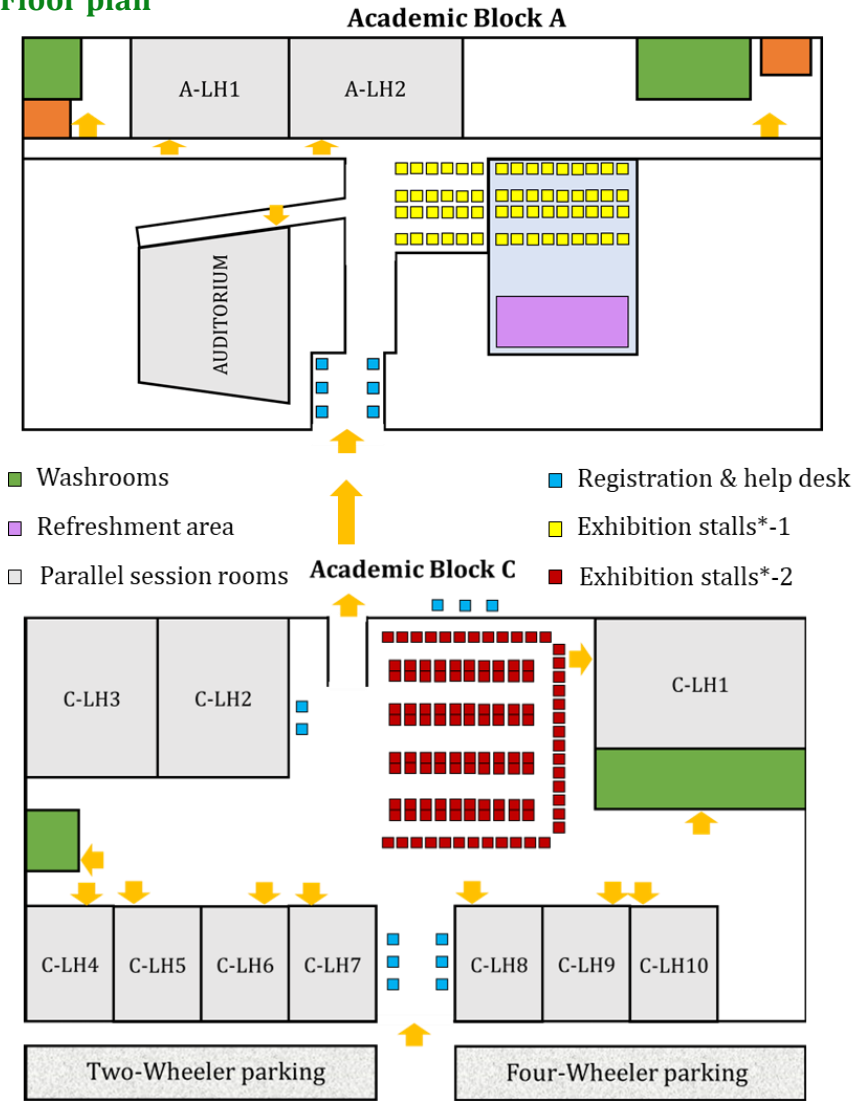 Floor plan
Academic Block A
A-LH1
A-LH2
AUDITORIUM
Washrooms
Registration & help desk
Refreshment area
Exhibition stalls*-1
Parallel session rooms
Exhibition stalls*-2
Academic Block C
C-LH3
C-LH2
C-LH1
C-LH4
C-LH5
C-LH6
C-LH7
C-LH8
C-LH9
C-LH10
Two-Wheeler parking
Four-Wheeler parking